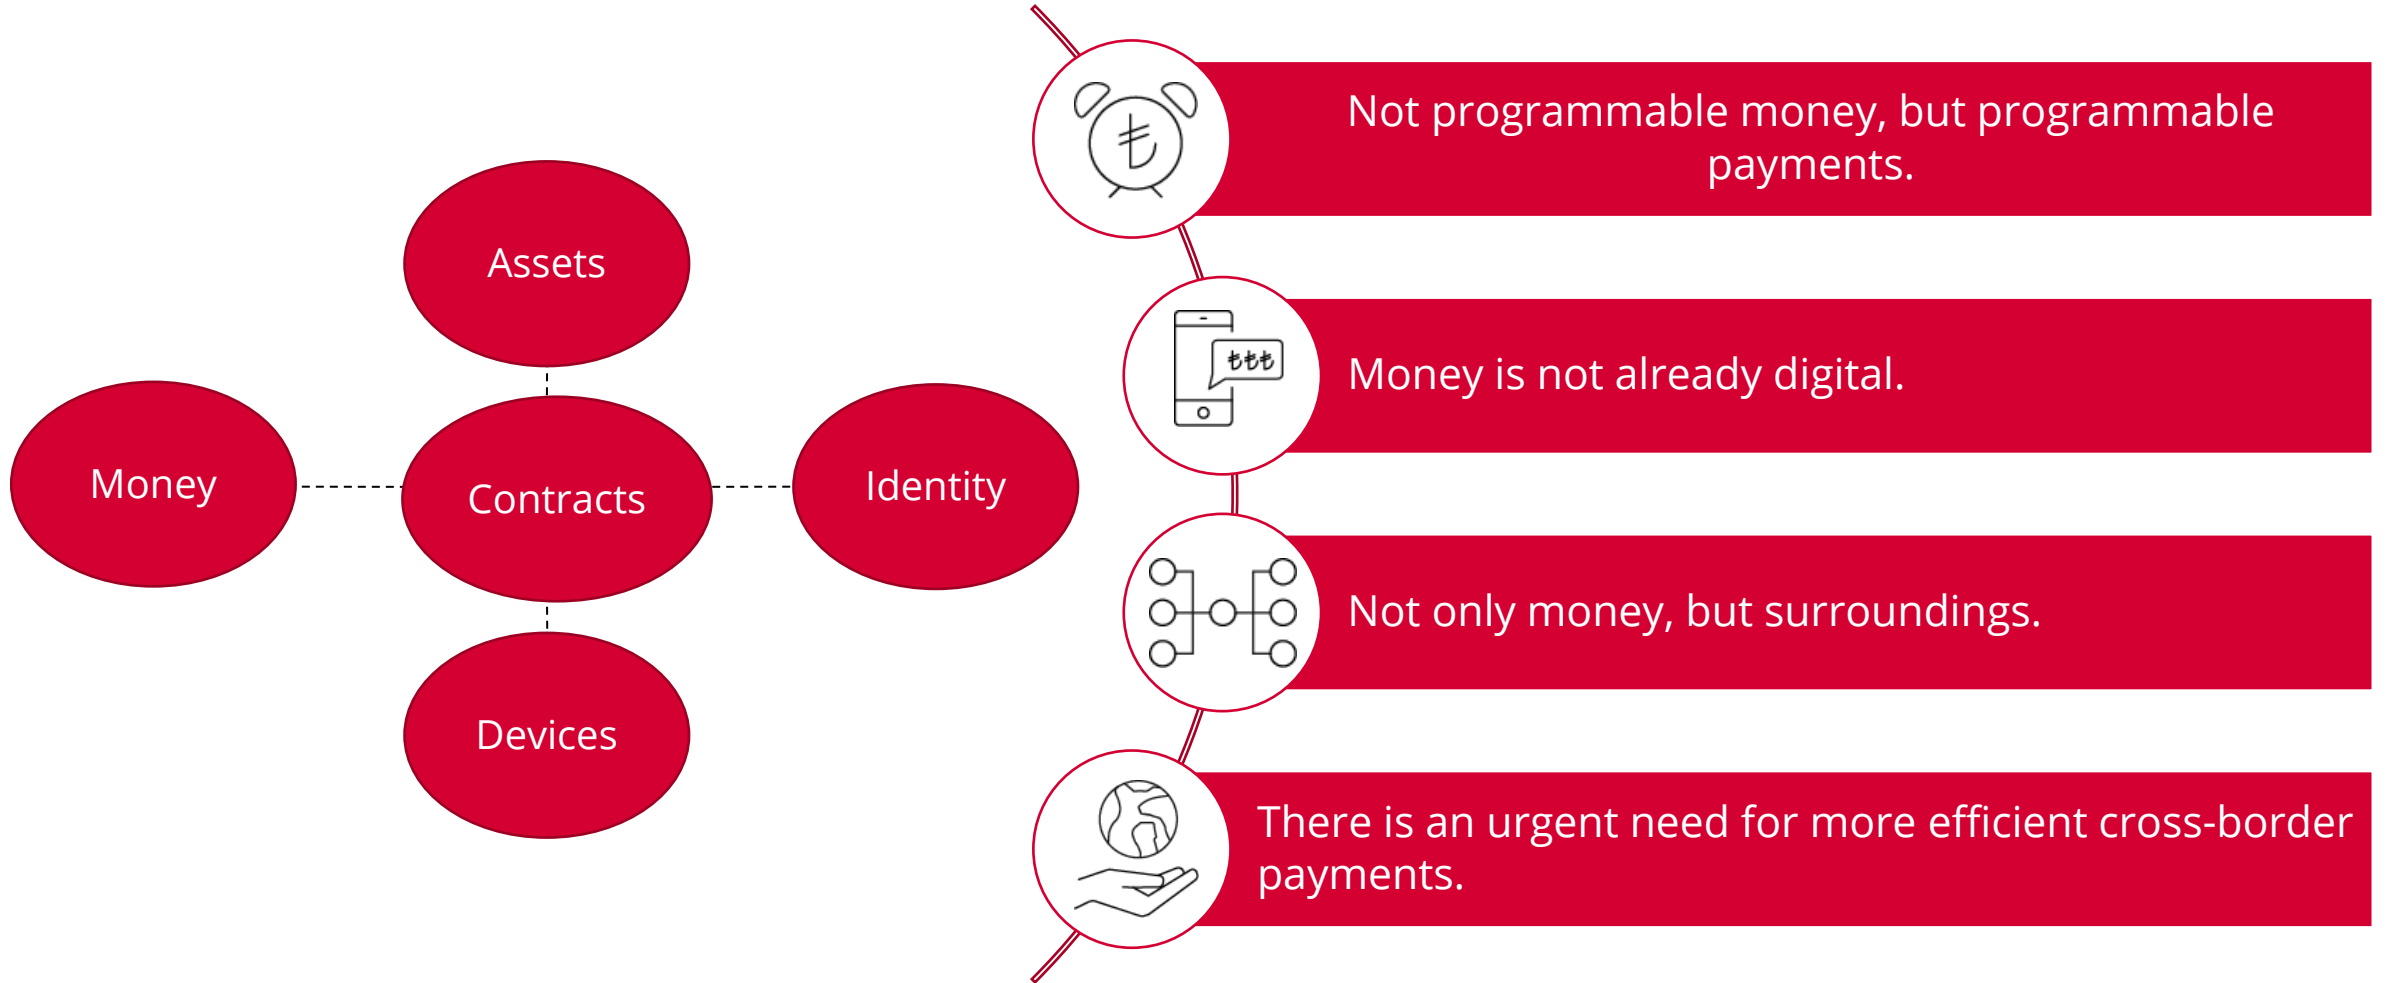 Assets
Money
Contracts
Identity
Devices
₺
Not programmable money, but programmable
payments.
₺₺₺
Money is not already digital.
Not only money, but surroundings.
There is an urgent need for more efficient cross-border
payments.